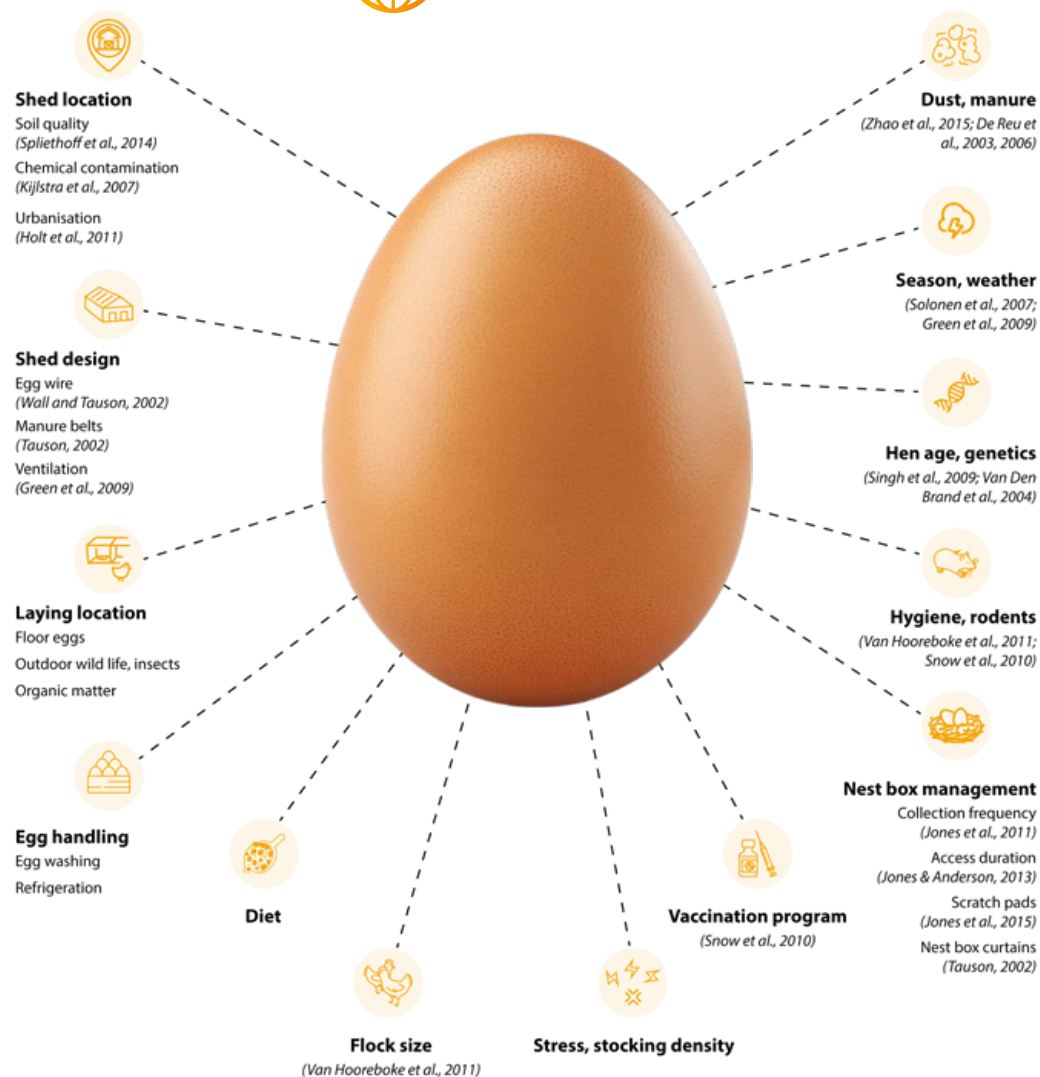 Shed location
Soil quality
(Spliethoff et al., 2014)
Chemical contamination
(Kijlstra et al., 2007)
Urbanisation
(Holt et al., 2011)
Shed design
Egg wire
(Wall and Tauson, 2002)
Manure belts
(Tauson, 2002)
Ventilation
(Green et al., 2009)
Laying location
Floor eggs
Outdoor wild life, insects
Organic matter
Egg handling
Egg washing
Refrigeration
Diet
Flock size
(Van Hooreboke et al., 2011)
Stress, stocking density
Vaccination program
(Snow et al., 2010)
Dust, manure
(Zhao et al., 2015; De Reu et
al., 2003, 2006)
Season, weather
(Solonen et al., 2007;
Green et al., 2009)
Hen age, genetics
(Singh et al., 2009; Van Den
Brand et al., 2004)
Hygiene, rodents
(Van Hooreboke et al., 2011;
Snow et al., 2010)
Nest box management
Collection frequency
(Jones et al., 2011)
Access duration
(Jones & Anderson, 2013)
Scratch pads
(Jones et al., 2015)
Nest box curtains
(Tauson, 2002)